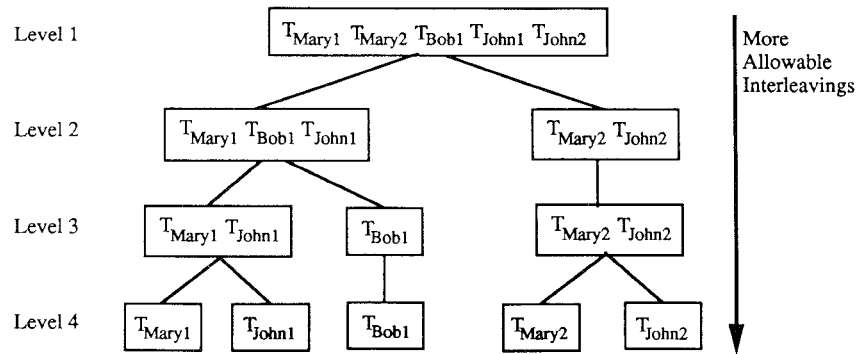 Level 1
T_Mary1 T_Mary2 T_Bob1 T_John1 T_John2
More
Allowable
Interleavings
Level 2
T_Mary1 T_Bob1 T_John1
T_Mary2 T_John2
Level 3
T_Mary1 T_John1
T_Bob1
T_Mary2 T_John2
Level 4
T_Mary1
T_John1
T_Bob1
T_Mary2
T_John2